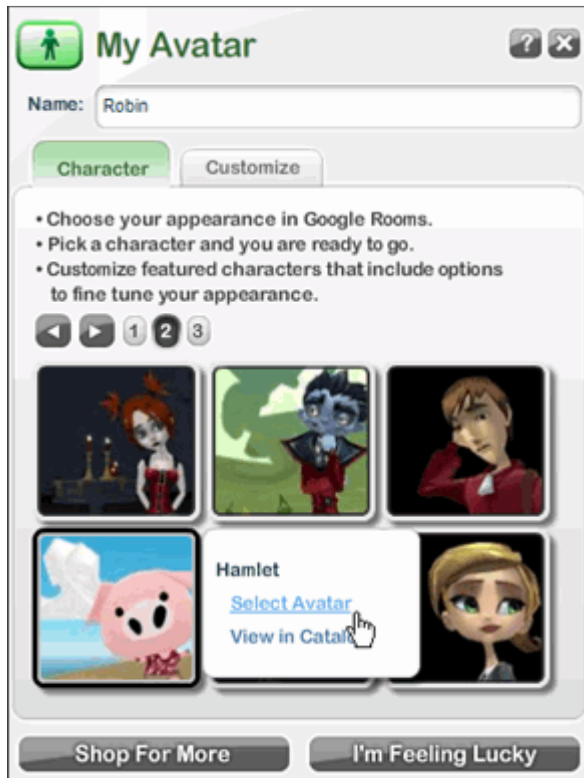 My Avatar
?
Name: Robin
Character Customize
• Choose your appearance in Google Rooms.
• Pick a character and you are ready to go.
• Customize featured characters that include options
to fine tune your appearance.
1 2 3
Hamlet
Select Avatar
View in
Shop For More I'm Feeling Lucky